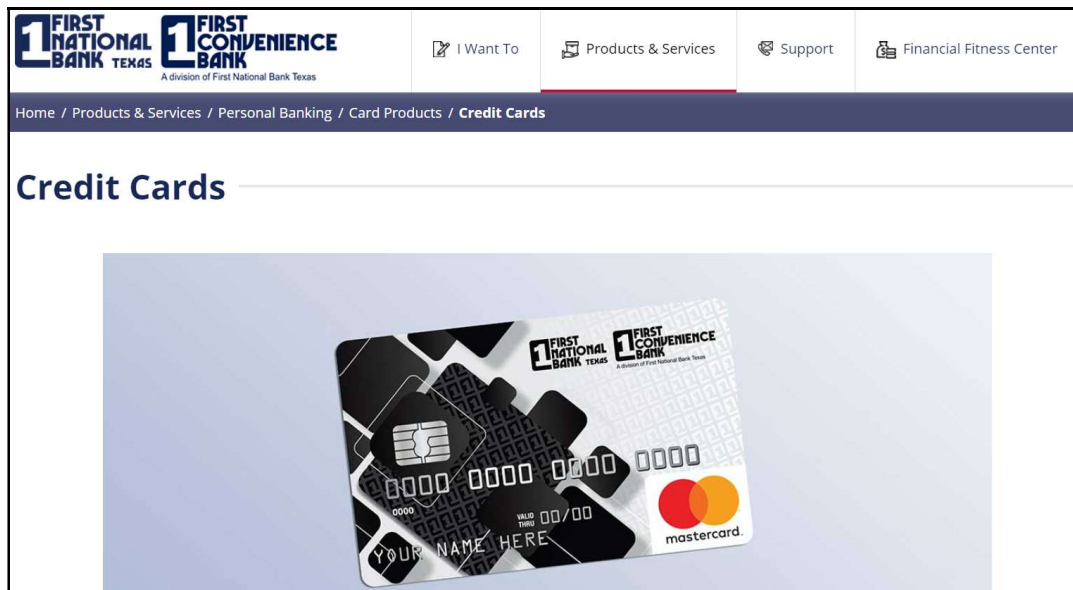 FIRST NATIONAL BANK TEXAS
FIRST CONVENIENCE BANK
A division of First National Bank Texas
I Want To
Products & Services
Support
Financial Fitness Center
Home / Products & Services / Personal Banking / Card Products / Credit Cards
Credit Cards
FIRST NATIONAL BANK TEXAS
FIRST CONVENIENCE BANK
A division of First National Bank Texas
0000 0000 0000 0000
0000
VALID THRU 00/00
YOUR NAME HERE
mastercard.